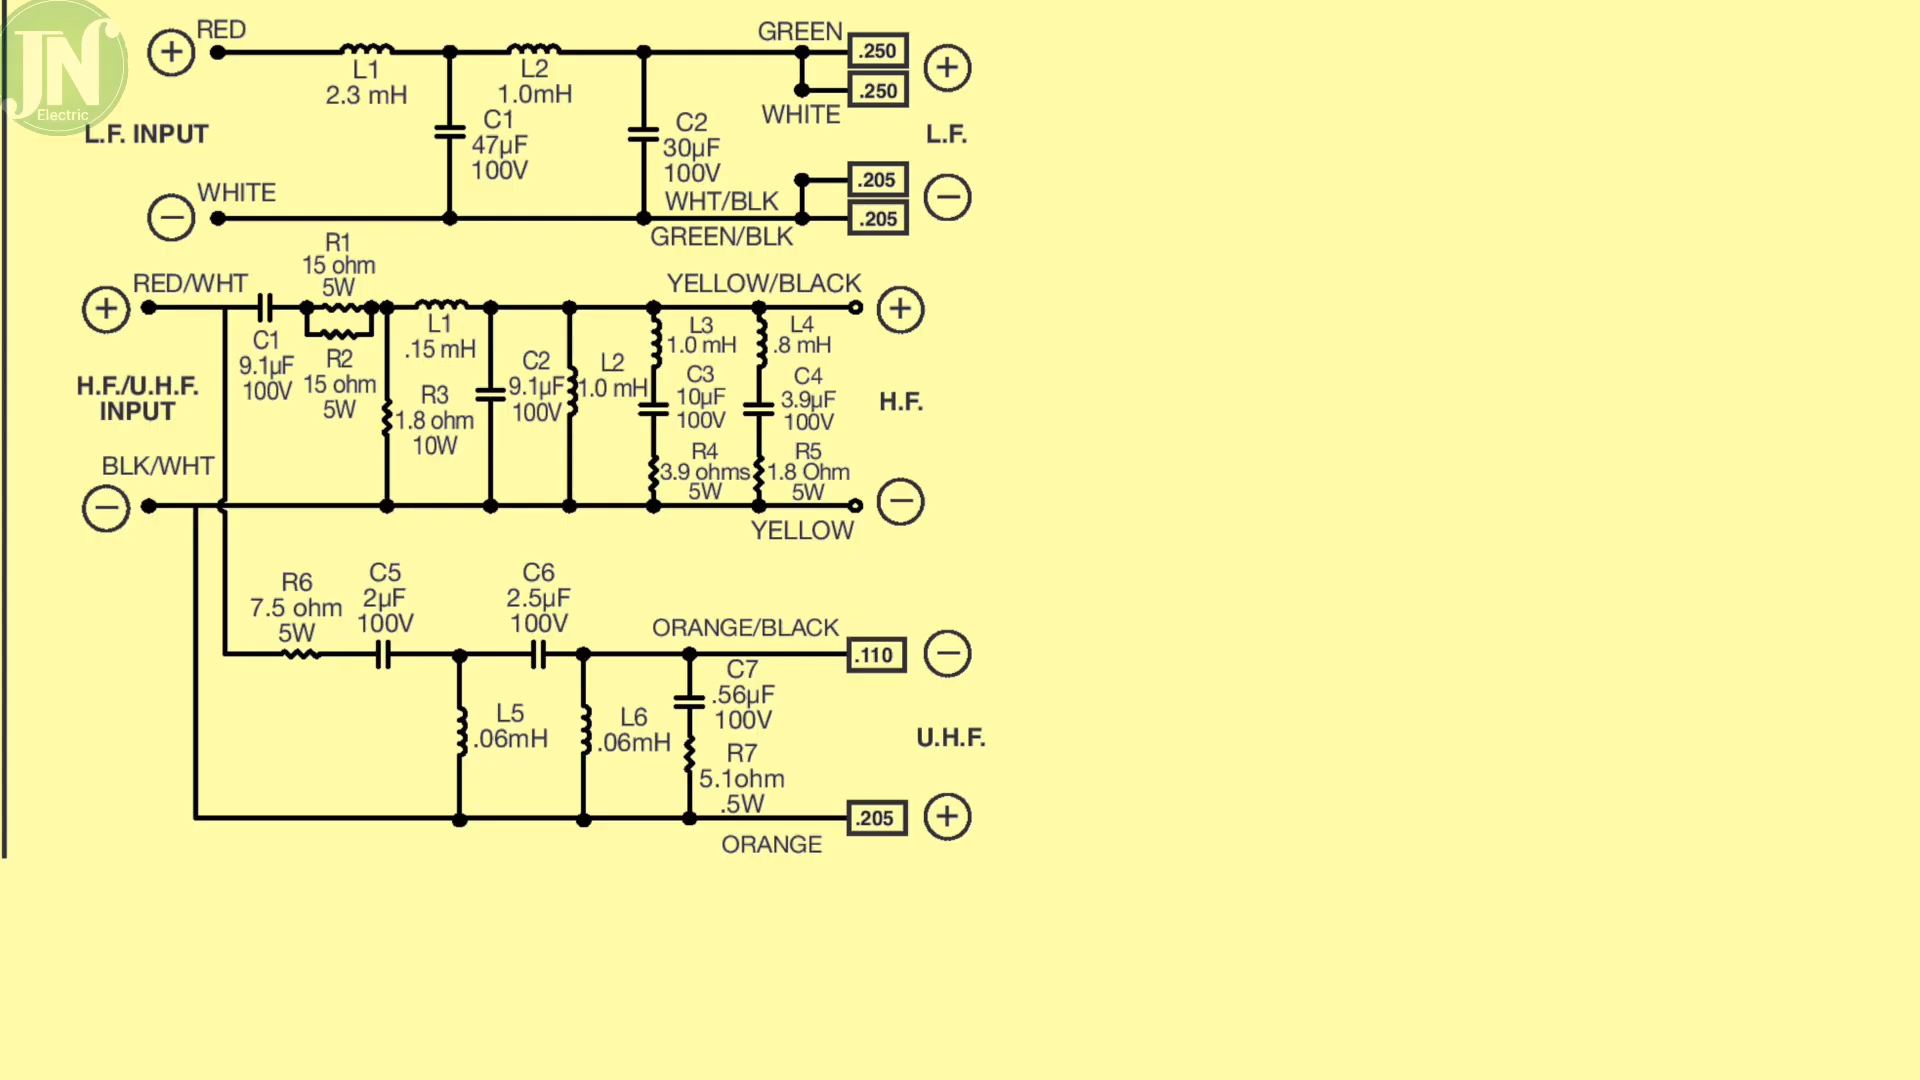 JN
Electric
RED
L1
2.3 mH
L2
1.0mH
GREEN
.250
+
.250
WHITE
C1
47µF
100V
C2
30µF
100V
L.F. INPUT
L.F.
WHITE
WHT/BLK
.205
−
.205
GREEN/BLK
R1
15 ohm
5W
RED/WHT
YELLOW/BLACK
+
C1
9.1µF
100V
R2
15 ohm
5W
L1
.15 mH
R3
1.8 ohm
10W
C2
9.1µF
100V
L2
1.0 mH
L3
1.0 mH
C3
10µF
100V
R4
3.9 ohms
5W
L4
.8 mH
C4
3.9µF
100V
R5
1.8 Ohm
5W
H.F./U.H.F.
INPUT
H.F.
BLK/WHT
−
YELLOW
R6
7.5 ohm
5W
C5
2µF
100V
C6
2.5µF
100V
ORANGE/BLACK
.110
−
L5
.06mH
L6
.06mH
C7
.56µF
100V
R7
5.1ohm
.5W
U.H.F.
.205
+
ORANGE